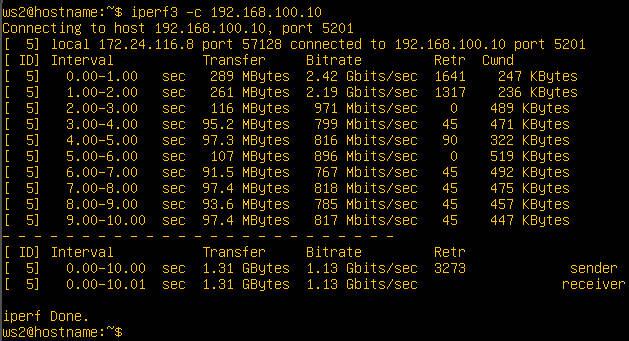 ws2@hostname:~$ iperf3 -c 192.168.100.10
Connecting to host 192.168.100.10, port 5201
[  5] local 172.24.116.8 port 57128 connected to 192.168.100.10 port 5201
[ ID] Interval           Transfer     Bitrate         Retr  Cwnd
[  5]   0.00-1.00   sec   289 MBytes  2.42 Gbits/sec  1641    247 KBytes
[  5]   1.00-2.00   sec   261 MBytes  2.19 Gbits/sec  1317    236 KBytes
[  5]   2.00-3.00   sec   116 MBytes   971 Mbits/sec    0    489 KBytes
[  5]   3.00-4.00   sec  95.2 MBytes   799 Mbits/sec   45    471 KBytes
[  5]   4.00-5.00   sec  97.3 MBytes   816 Mbits/sec   90    322 KBytes
[  5]   5.00-6.00   sec   107 MBytes   896 Mbits/sec    0    519 KBytes
[  5]   6.00-7.00   sec  91.5 MBytes   767 Mbits/sec   45    492 KBytes
[  5]   7.00-8.00   sec  97.4 MBytes   818 Mbits/sec   45    475 KBytes
[  5]   8.00-9.00   sec  93.6 MBytes   785 Mbits/sec   45    457 KBytes
[  5]   9.00-10.00  sec  97.4 MBytes   817 Mbits/sec   45    447 KBytes
- - - - - - - - - - - - - - - - - - - - - - - - -
[ ID] Interval           Transfer     Bitrate         Retr
[  5]   0.00-10.00  sec  1.31 GBytes  1.13 Gbits/sec  3273             sender
[  5]   0.00-10.01  sec  1.31 GBytes  1.13 Gbits/sec                  receiver

iperf Done.
ws2@hostname:~$